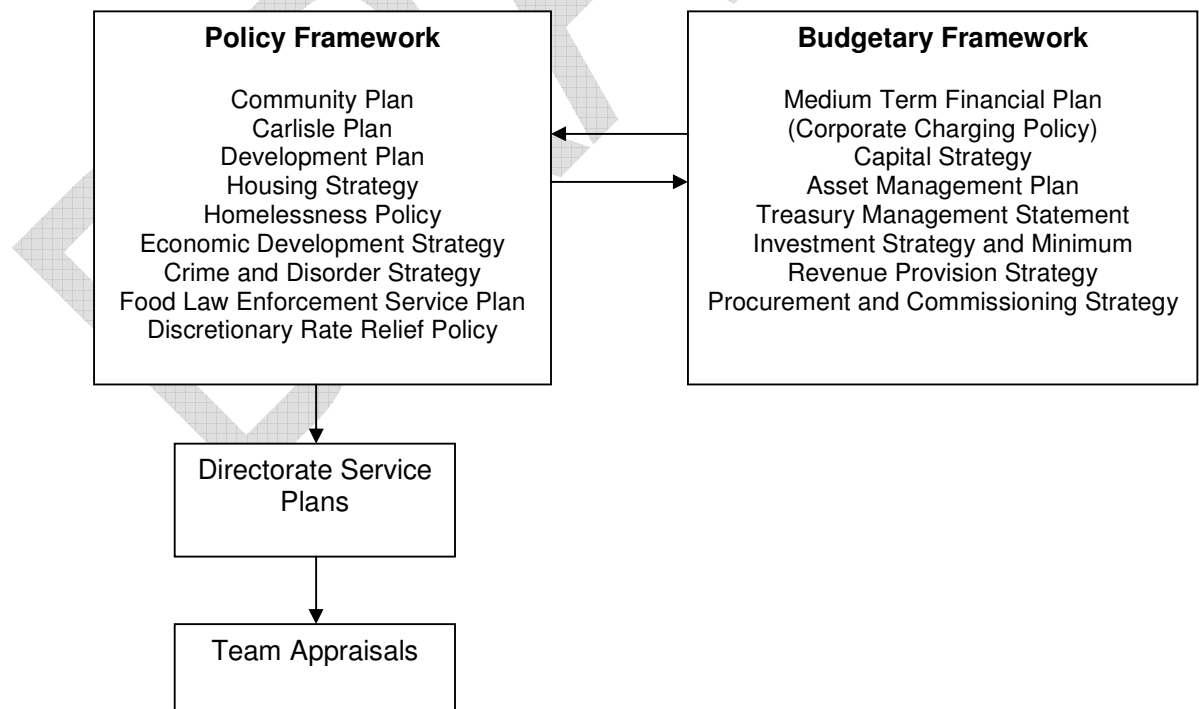 Policy Framework
Community Plan
Carlisle Plan
Development Plan
Housing Strategy
Homelessness Policy
Economic Development Strategy
Crime and Disorder Strategy
Food Law Enforcement Service Plan
Discretionary Rate Relief Policy
Budgetary Framework
Medium Term Financial Plan
(Corporate Charging Policy)
Capital Strategy
Asset Management Plan
Treasury Management Statement
Investment Strategy and Minimum
Revenue Provision Strategy
Procurement and Commissioning Strategy
Directorate Service
Plans
Team Appraisals